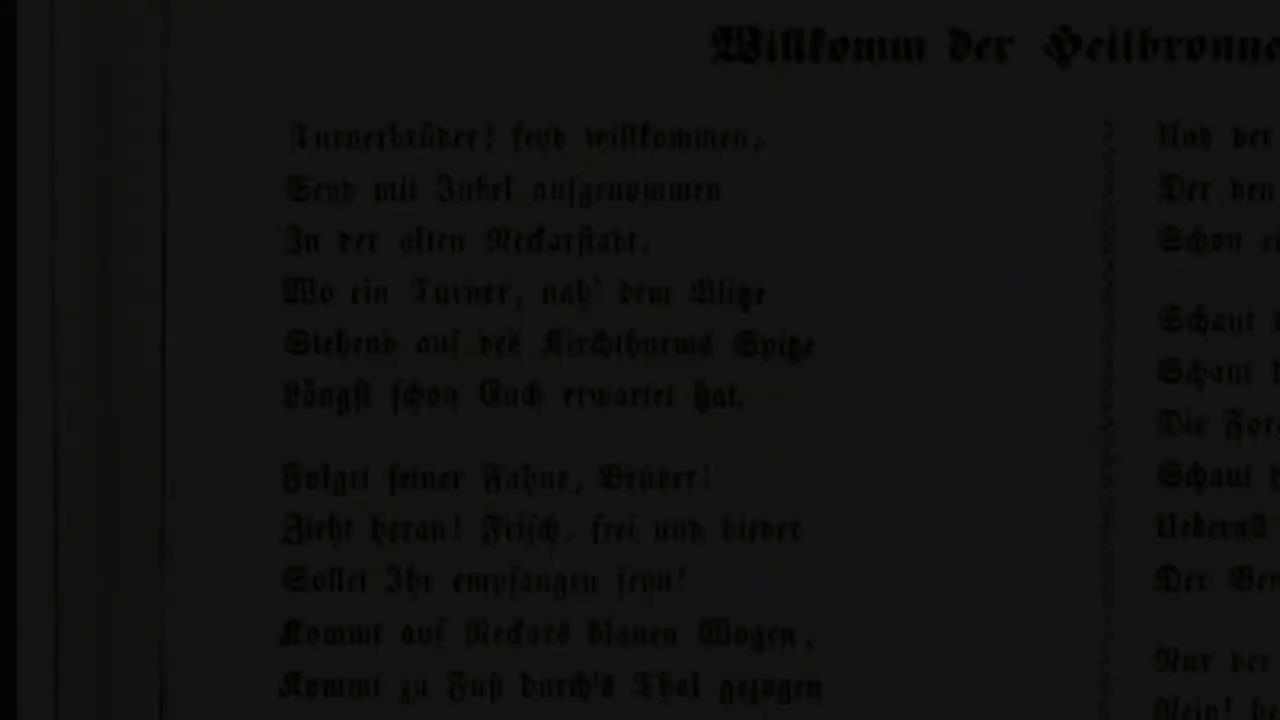 Willkomm der Heilbronne
Turnerbrüder! seyd willkommen,
Seyd mit Jubel aufgenommen
In der alten Neckarstadt,
Wo ein Turner, nah' dem Blitze
Stehend auf des Kirchthurms Spitze
Längst schon Euch erwartet hat.
Folget seiner Fahne, Brüder!
Zieht heran! Frisch, frei und bieder
Sollet Ihr empfangen seyn!
Kommt auf Neckars blauen Wogen,
Kommt zu Fuß durch's Thal gezogen
Und der
Der den
Schon
Schaut
Schaut
Die
Schaut
Ueberall
Der
Nur der
Nein!